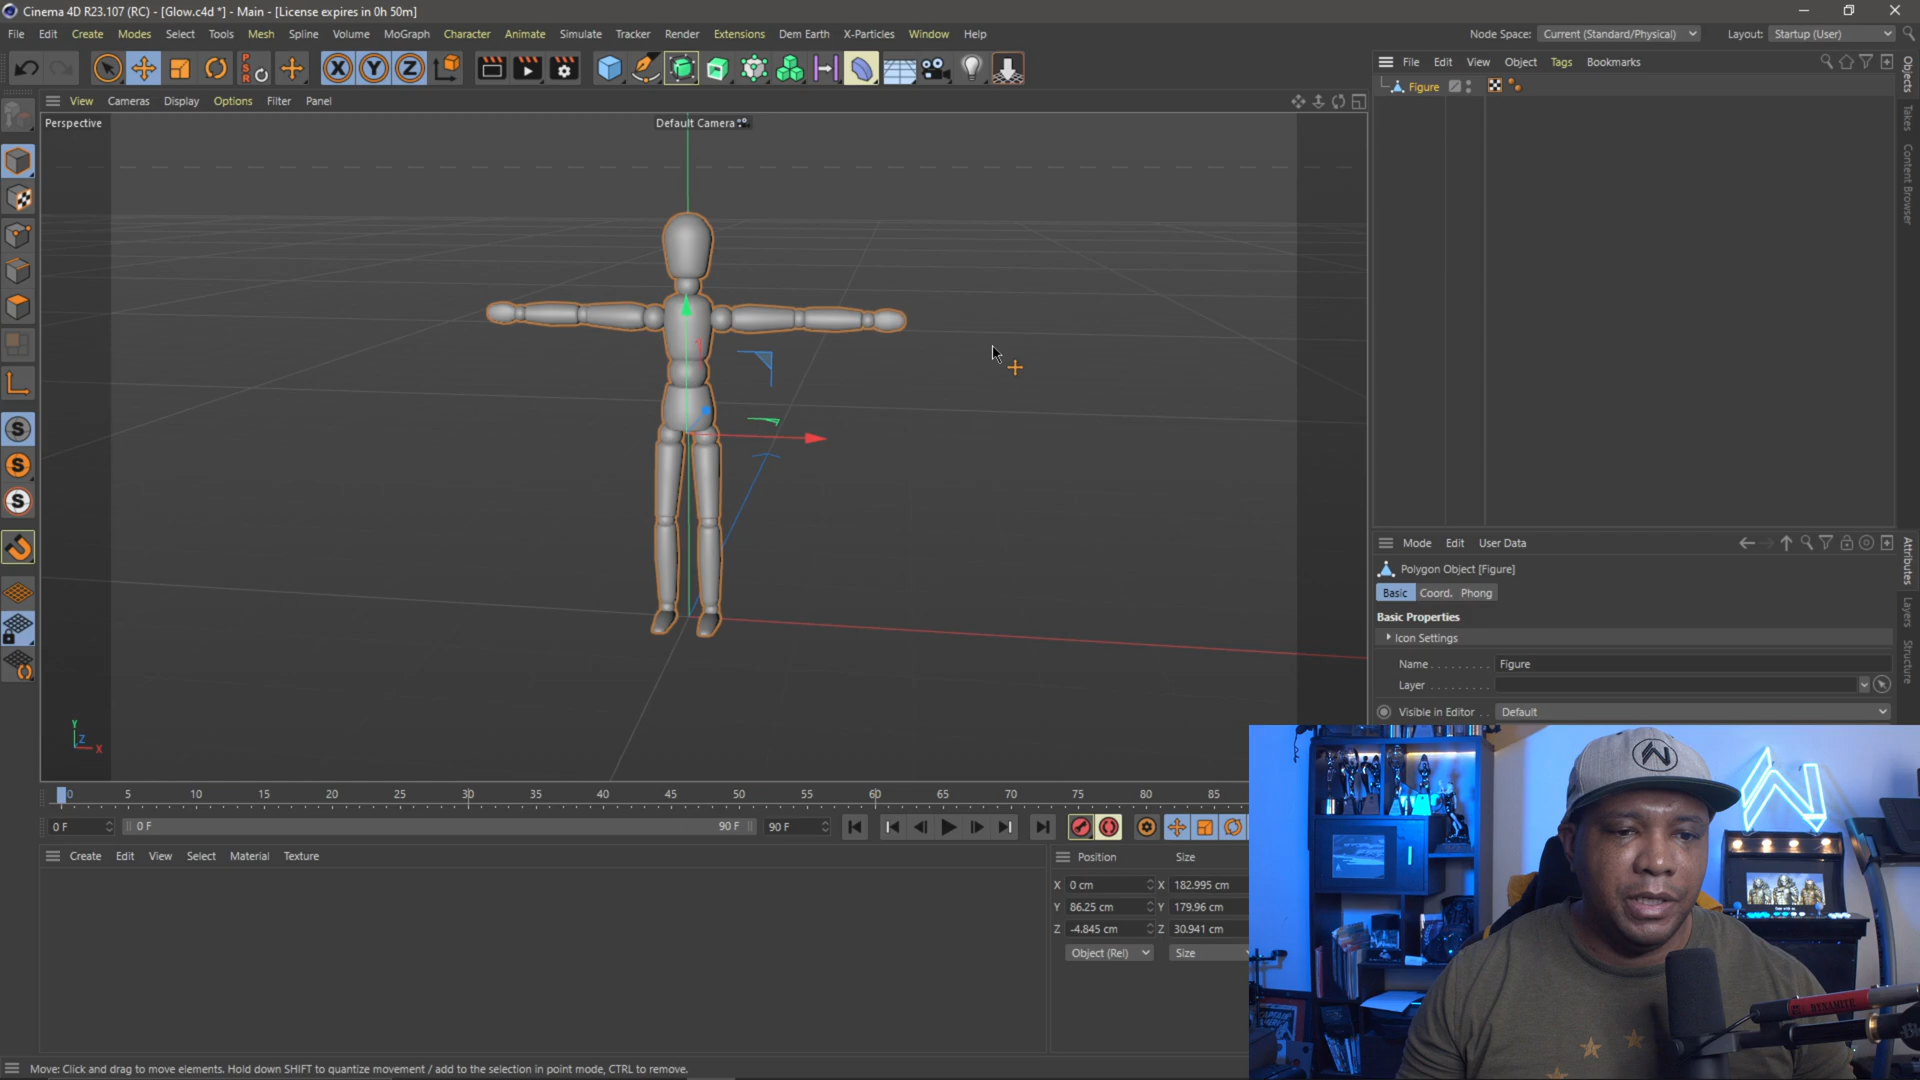 Cinema 4D R23.107 (RC) - [Glow.c4d *] - Main - [License expires in 0h 50m]
File Edit Create Modes Select Tools Mesh Spline Volume MoGraph Character Animate Simulate Tracker Render Extensions Dem Earth X-Particles Window Help Node Space: Current (Standard/Physical) Layout: Startup (User)
File Edit View Object Tags Bookmarks
Figure
View Cameras Display Options Filter Panel
Perspective
Default Camera
Objects
Takes
Content Browser
Mode Edit User Data
Polygon Object [Figure]
Basic Coord. Phong
Basic Properties
Icon Settings
Name Figure
Layer
Visible in Editor Default
Attributes
Layers
Structure
Y
Z
X
0 5 10 15 20 25 30 35 40 45 50 55 60 65 70 75 80 85
0 F 0 F 90 F 90 F
Create Edit View Select Material Texture
Position Size
X 0 cm X 182.995 cm
Y 86.25 cm Y 179.96 cm
Z -4.845 cm Z 30.941 cm
Object (Rel) Size
DYNAMITE
Move: Click and drag to move elements. Hold down SHIFT to quantize movement / add to the selection in point mode, CTRL to remove.